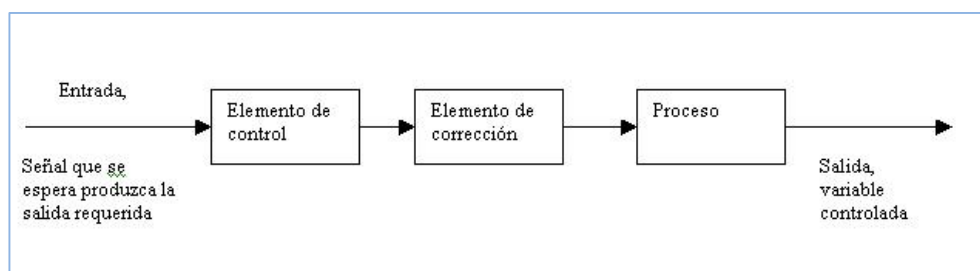 Entrada,
Señal que se
espera produzca la
salida requerida
Elemento de
control
Elemento de
corrección
Proceso
Salida,
variable
controlada